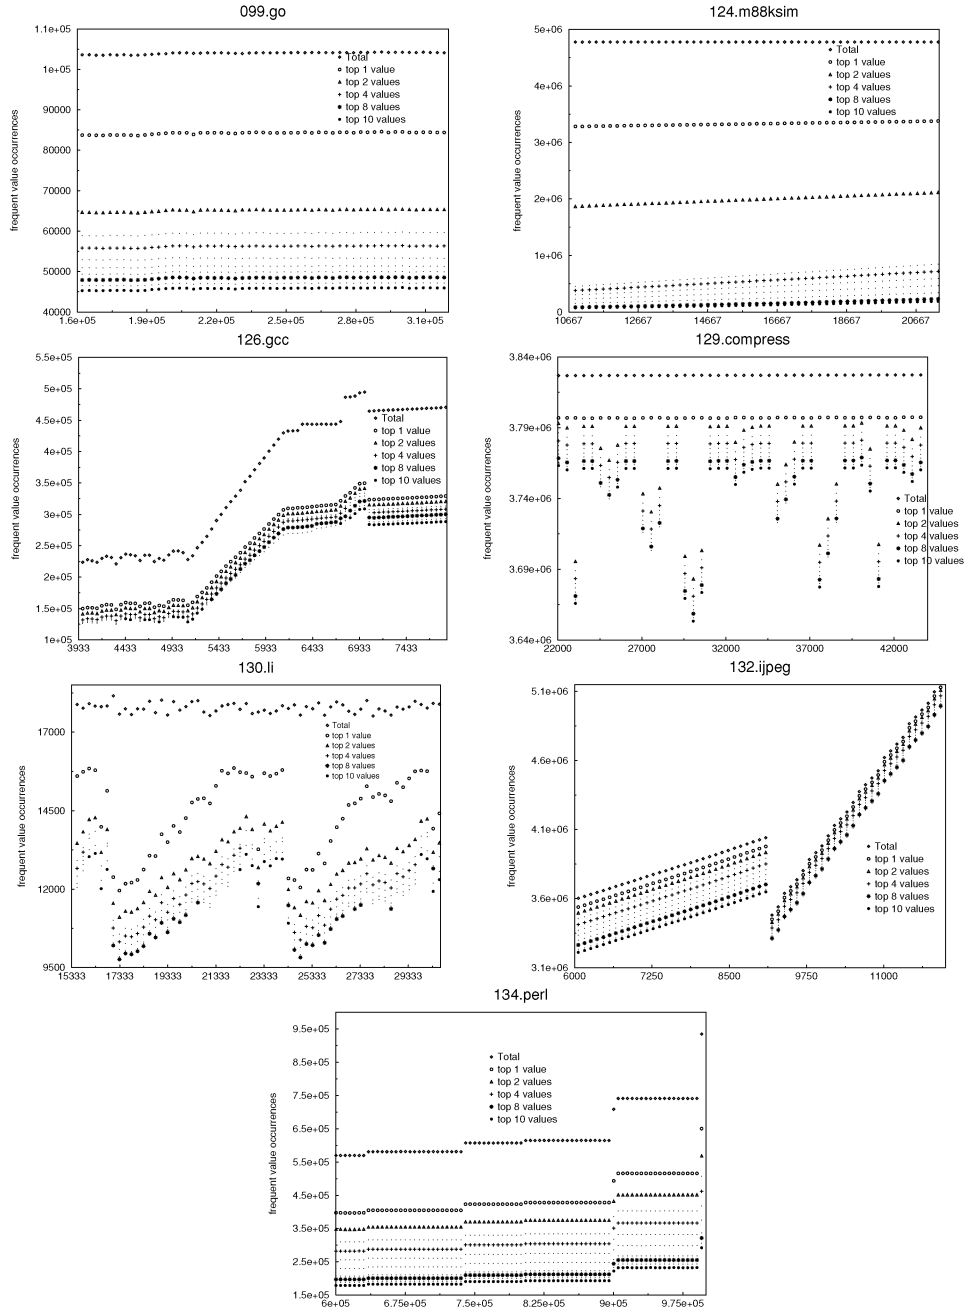 099.go
1.1e+05
1e+05
90000
80000
70000
60000
50000
40000
1.6e+05 1.9e+05 2.2e+05 2.5e+05 2.8e+05 3.1e+05
frequent value occurrences
Total
top 1 value
top 2 values
top 4 values
top 8 values
top 10 values
124.m88ksim
5e+06
4e+06
3e+06
2e+06
1e+06
0
10667 12667 14667 16667 18667 20667
frequent value occurrences
Total
top 1 value
top 2 values
top 4 values
top 8 values
top 10 values
126.gcc
5.5e+05
5e+05
4.5e+05
4e+05
3.5e+05
3e+05
2.5e+05
2e+05
1.5e+05
1e+05
3933 4433 4933 5433 5933 6433 6933 7433
frequent value occurrences
Total
top 1 value
top 2 values
top 4 values
top 8 values
top 10 values
129.compress
3.84e+06
3.79e+06
3.74e+06
3.69e+06
3.64e+06
22000 27000 32000 37000 42000
frequent value occurrences
Total
top 1 value
top 2 values
top 4 values
top 8 values
top 10 values
130.li
17000
14500
12000
9500
15333 17333 19333 21333 23333 25333 27333 29333
frequent value occurrences
Total
top 1 value
top 2 values
top 4 values
top 8 values
top 10 values
132.ijpeg
5.1e+06
4.6e+06
4.1e+06
3.6e+06
3.1e+06
6000 7250 8500 9750 11000
frequent value occurrences
Total
top 1 value
top 2 values
top 4 values
top 8 values
top 10 values
134.perl
9.5e+05
8.5e+05
7.5e+05
6.5e+05
5.5e+05
4.5e+05
3.5e+05
2.5e+05
1.5e+05
6e+05 6.75e+05 7.5e+05 8.25e+05 9e+05 9.75e+05
frequent value occurrences
Total
top 1 value
top 2 values
top 4 values
top 8 values
top 10 values